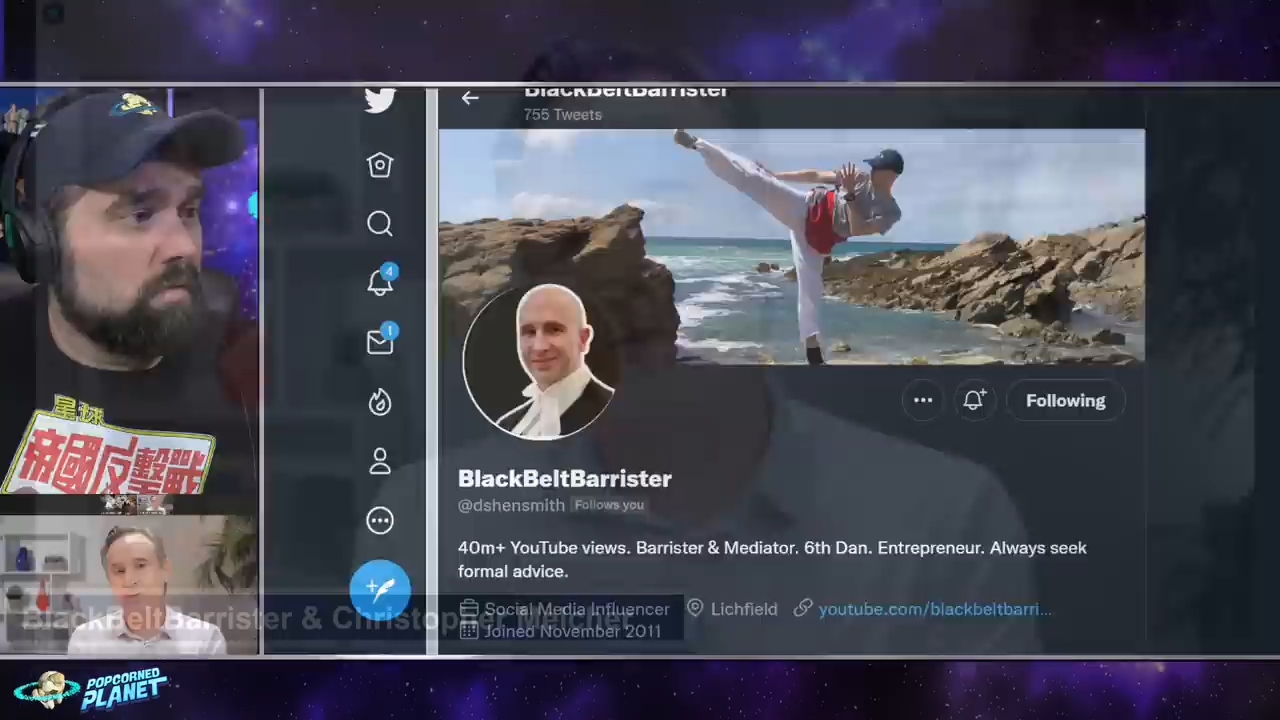 BlackBeltBarrister
755 Tweets
4
1
星球
帝國反擊戰
Following
BlackBeltBarrister
@dshensmith Follows you
40m+ YouTube views. Barrister & Mediator. 6th Dan. Entrepreneur. Always seek
formal advice.
Social Media Influencer Lichfield youtube.com/blackbeltbarri...
Joined November 2011
BlackBeltBarrister & Christopher Melcher
POPCORNED
PLANET